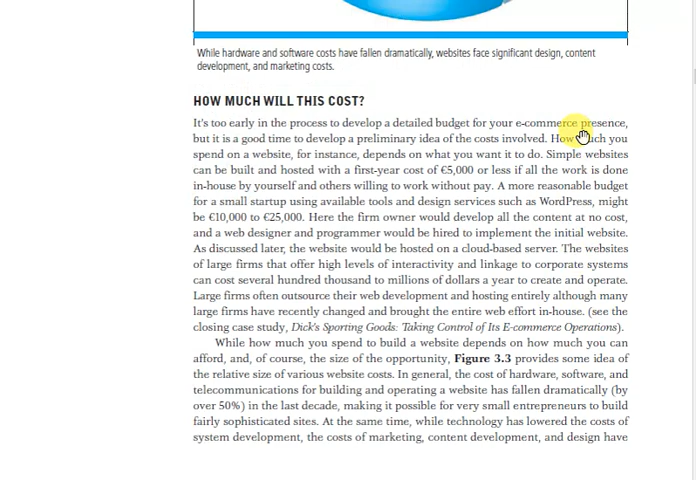 While hardware and software costs have fallen dramatically, websites face significant design, content
development, and marketing costs.
HOW MUCH WILL THIS COST?
It's too early in the process to develop a detailed budget for your e-commerce presence,
but it is a good time to develop a preliminary idea of the costs involved. How much you
spend on a website, for instance, depends on what you want it to do. Simple websites
can be built and hosted with a first-year cost of €5,000 or less if all the work is done
in-house by yourself and others willing to work without pay. A more reasonable budget
for a small startup using available tools and design services such as WordPress, might
be €10,000 to €25,000. Here the firm owner would develop all the content at no cost,
and a web designer and programmer would be hired to implement the initial website.
As discussed later, the website would be hosted on a cloud-based server. The websites
of large firms that offer high levels of interactivity and linkage to corporate systems
can cost several hundred thousand to millions of dollars a year to create and operate.
Large firms often outsource their web development and hosting entirely although many
large firms have recently changed and brought the entire web effort in-house. (see the
closing case study, Dick's Sporting Goods: Taking Control of Its E-commerce Operations).
While how much you spend to build a website depends on how much you can
afford, and, of course, the size of the opportunity, Figure 3.3 provides some idea of
the relative size of various website costs. In general, the cost of hardware, software, and
telecommunications for building and operating a website has fallen dramatically (by
over 50%) in the last decade, making it possible for very small entrepreneurs to build
fairly sophisticated sites. At the same time, while technology has lowered the costs of
system development, the costs of marketing, content development, and design have